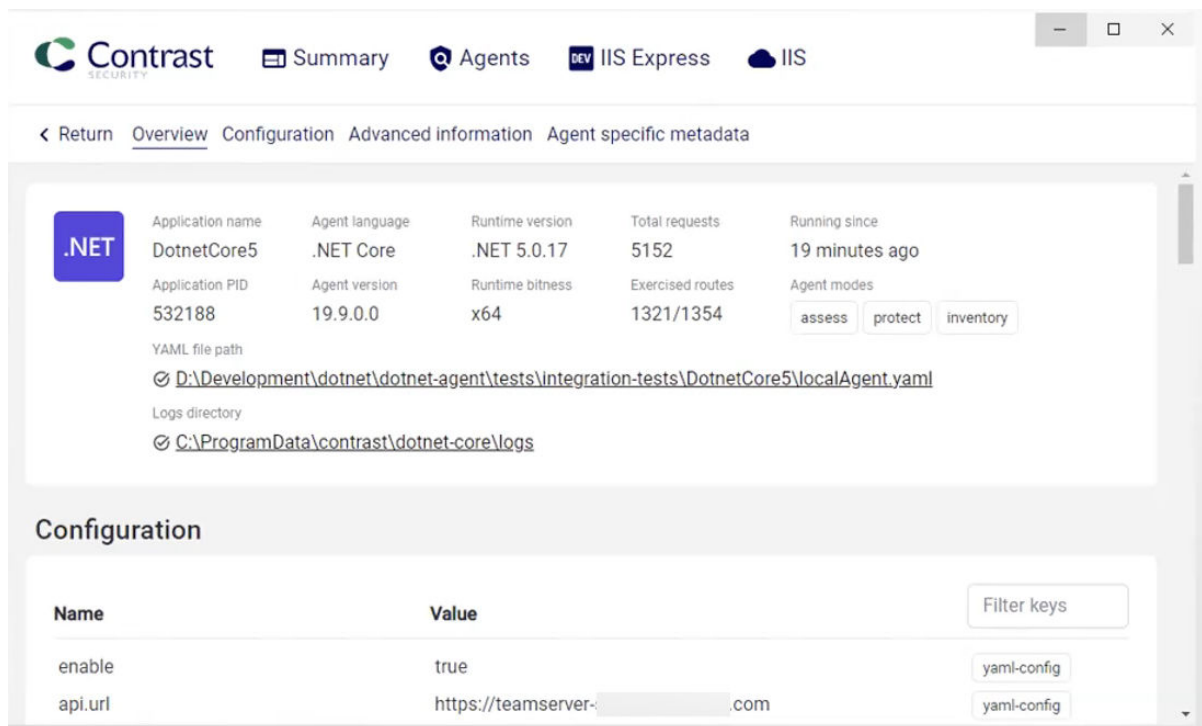 Contrast Summary Agents DEV IIS Express IIS
SECURITY
Return Overview Configuration Advanced information Agent specific metadata
.NET
Application name Agent language Runtime version Total requests Running since
DotnetCore5 .NET Core .NET 5.0.17 5152 19 minutes ago
Application PID Agent version Runtime bitness Exercised routes Agent modes
532188 19.9.0.0 x64 1321/1354 assess protect inventory
YAML file path
D:\Development\dotnet\dotnet-agent\tests\integration-tests\DotnetCore5\localAgent.yaml
Logs directory
C:\ProgramData\contrast\dotnet-core\logs
Configuration
Name Value Filter keys
enable true yaml-config
api.url https://teamserver- .com yaml-config